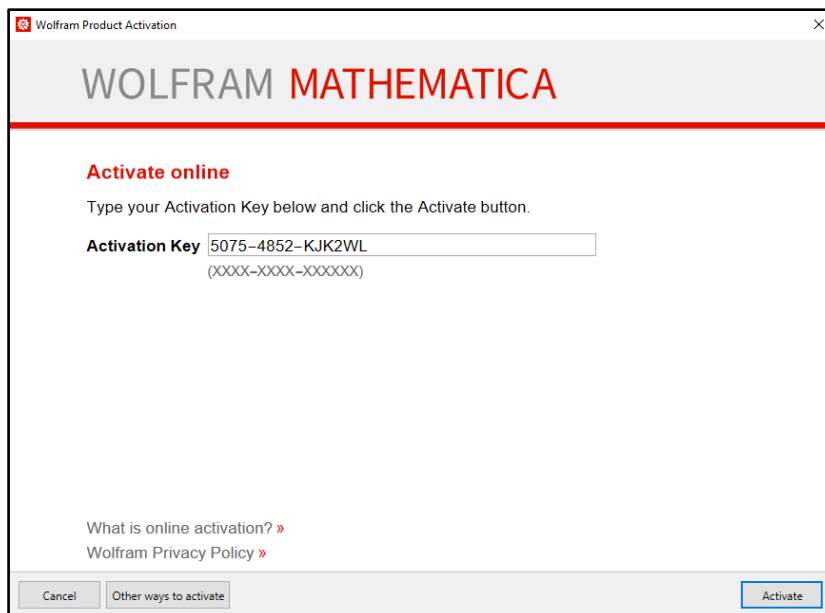 Wolfram Product Activation
WOLFRAM MATHEMATICA
Activate online
Type your Activation Key below and click the Activate button.
Activation Key 5075–4852–KJK2WL
(XXXX–XXXX–XXXXXX)
What is online activation? »
Wolfram Privacy Policy »
Cancel Other ways to activate Activate